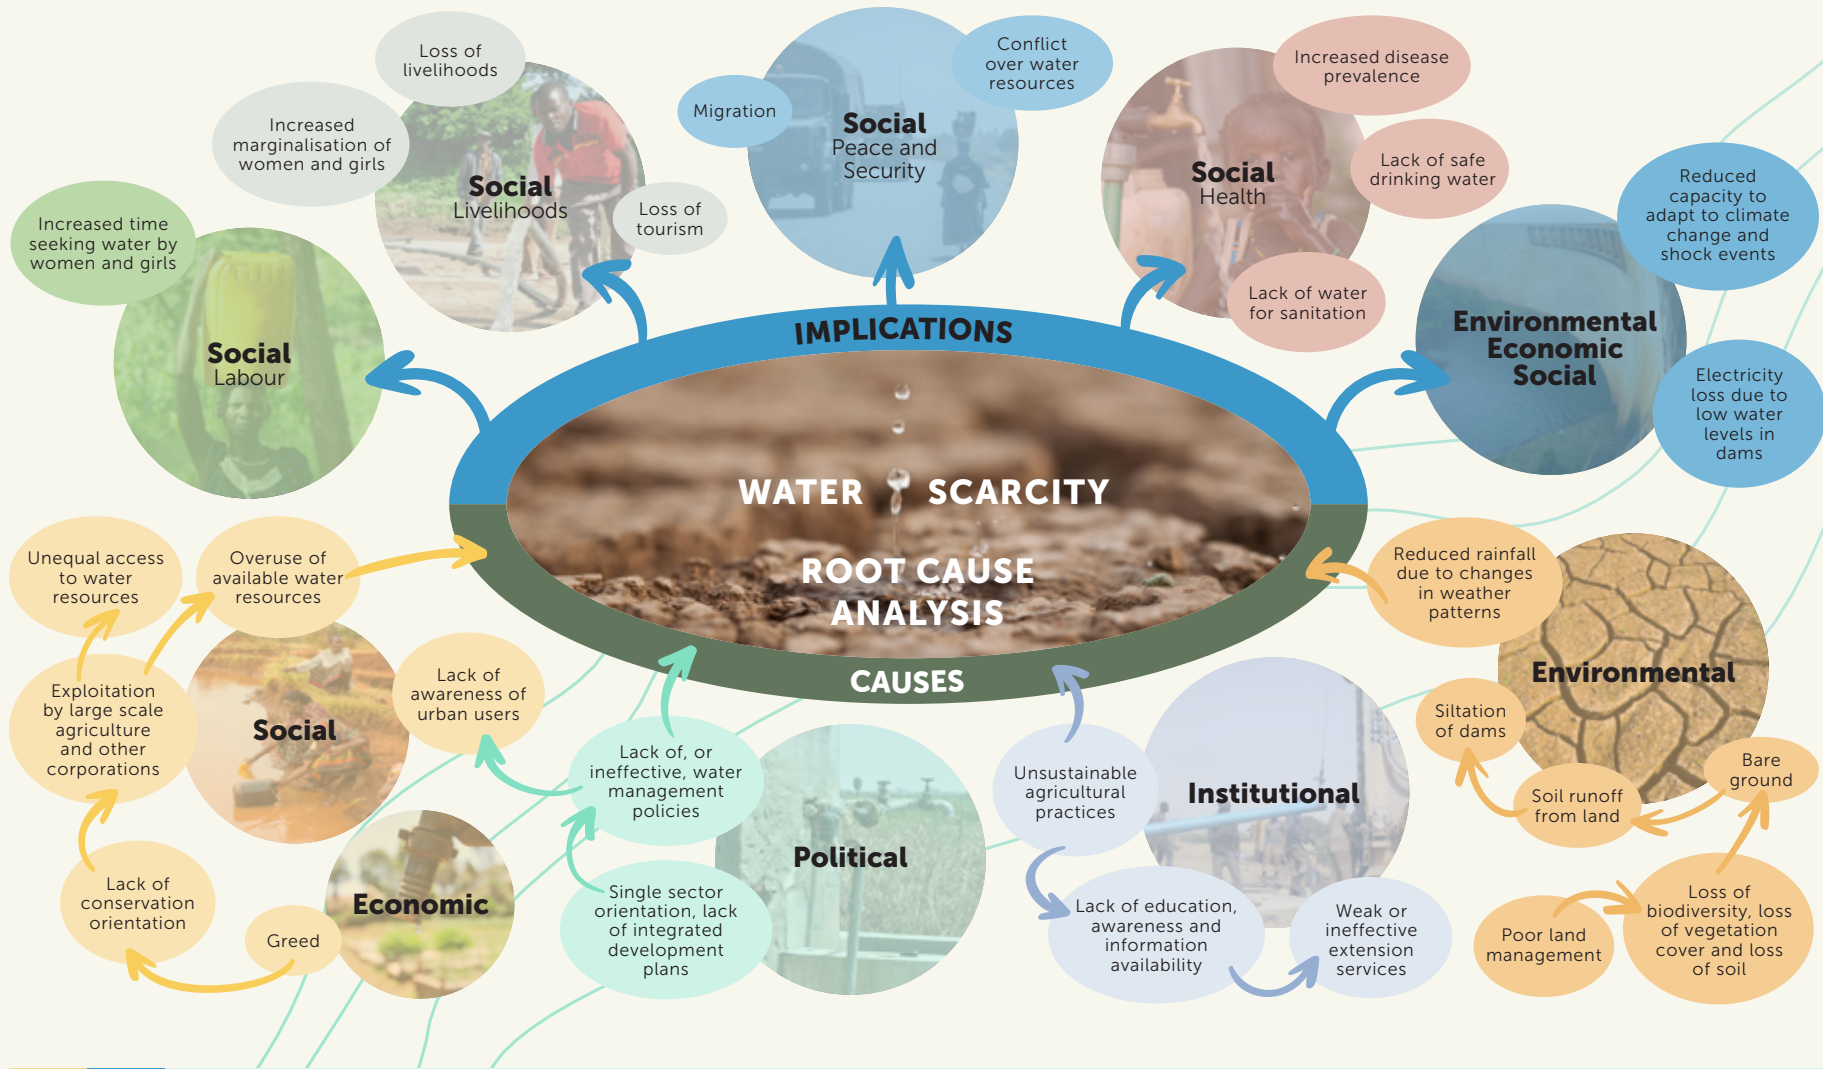 Loss of
livelihoods
Increased
marginalisation of
women and girls
Social
Livelihoods
Loss of
tourism
Increased time
seeking water by
women and girls
Social
Labour
Migration
Conflict
over water
resources
Social
Peace and
Security
Increased disease
prevalence
Social
Health
Lack of safe
drinking water
Lack of water
for sanitation
Reduced
capacity to
adapt to climate
change and
shock events
Environmental
Economic
Social
Electricity
loss due to
low water
levels in
dams
IMPLICATIONS
WATER SCARCITY
ROOT CAUSE
ANALYSIS
CAUSES
Unequal access
to water
resources
Overuse of
available water
resources
Exploitation
by large scale
agriculture
and other
corporations
Social
Lack of
awareness of
urban users
Lack of
conservation
orientation
Greed
Economic
Lack of, or
ineffective, water
management
policies
Single sector
orientation, lack
of integrated
development
plans
Political
Unsustainable
agricultural
practices
Institutional
Lack of education,
awareness and
information
availability
Weak or
ineffective
extension
services
Reduced rainfall
due to changes
in weather
patterns
Environmental
Siltation
of dams
Soil runoff
from land
Bare
ground
Poor land
management
Loss of
biodiversity, loss
of vegetation
cover and loss
of soil